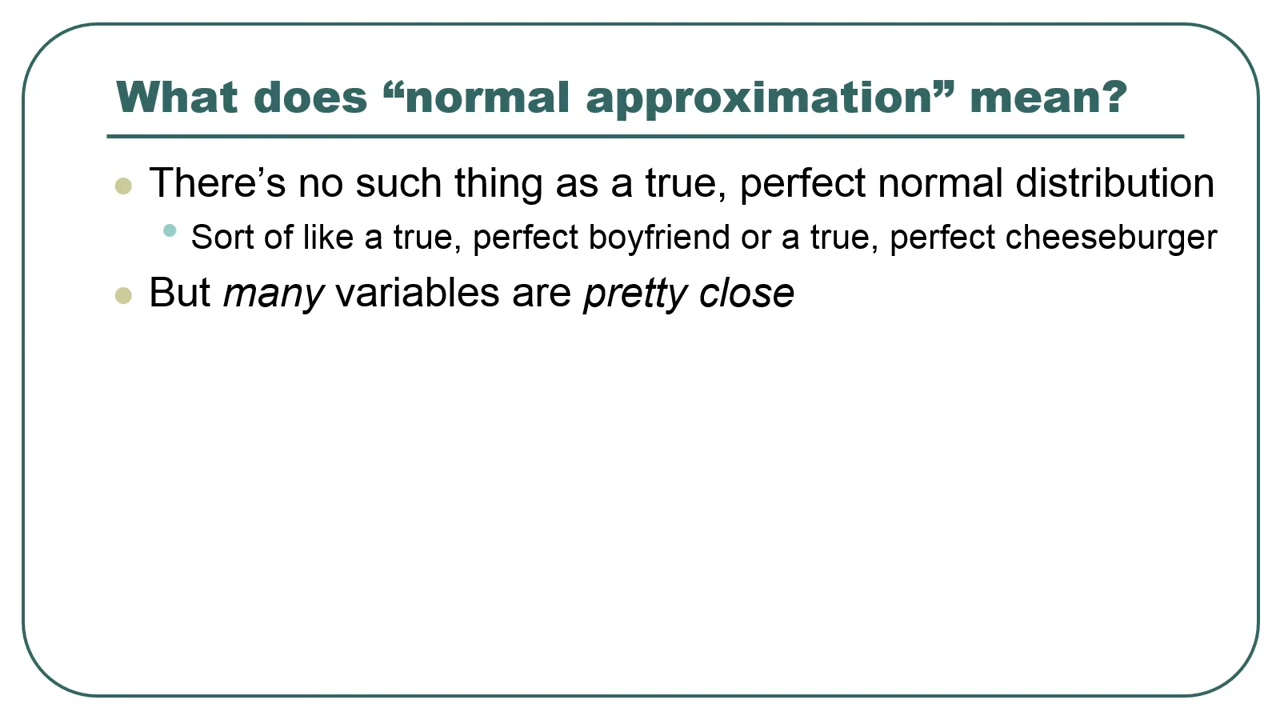 What does “normal approximation” mean?
There’s no such thing as a true, perfect normal distribution
Sort of like a true, perfect boyfriend or a true, perfect cheeseburger
But many variables are pretty close